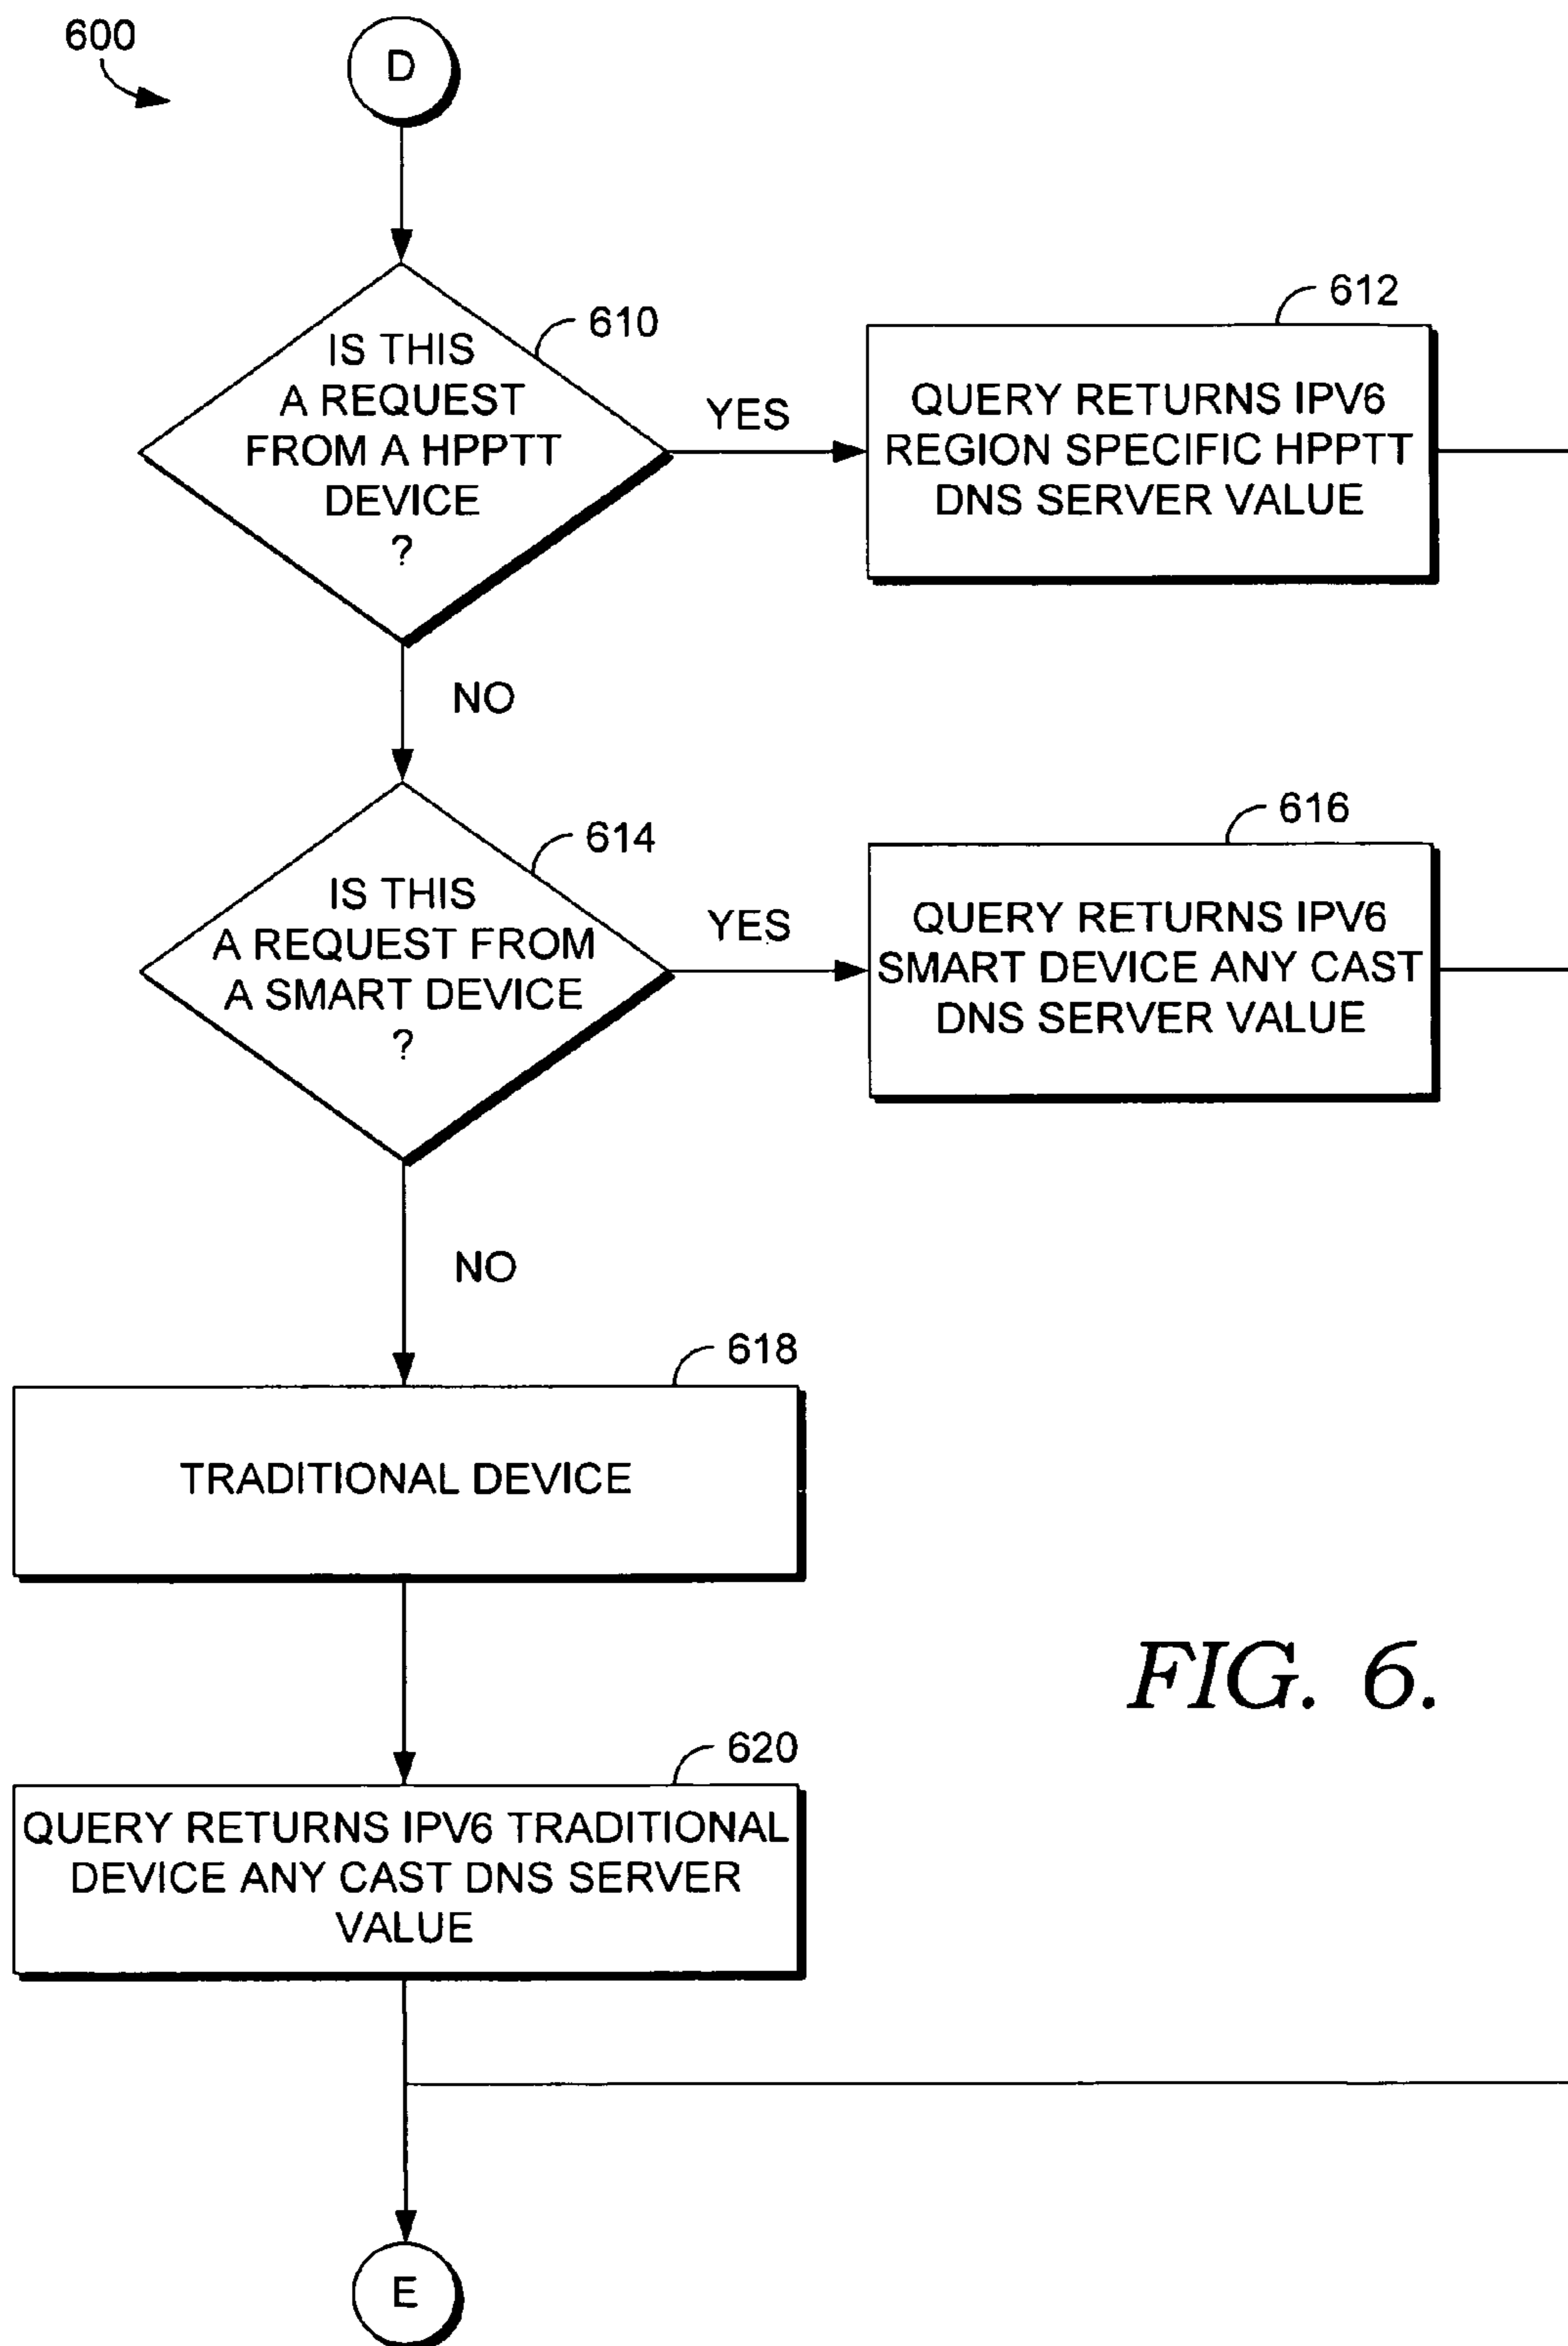 600
D
IS THIS
A REQUEST
FROM A HPPTT
DEVICE
?
610
YES
612
QUERY RETURNS IPV6
REGION SPECIFIC HPPTT
DNS SERVER VALUE
NO
614
IS THIS
A REQUEST FROM
A SMART DEVICE
?
YES
616
QUERY RETURNS IPV6
SMART DEVICE ANY CAST
DNS SERVER VALUE
NO
618
TRADITIONAL DEVICE
620
QUERY RETURNS IPV6 TRADITIONAL
DEVICE ANY CAST DNS SERVER
VALUE
E
FIG. 6.